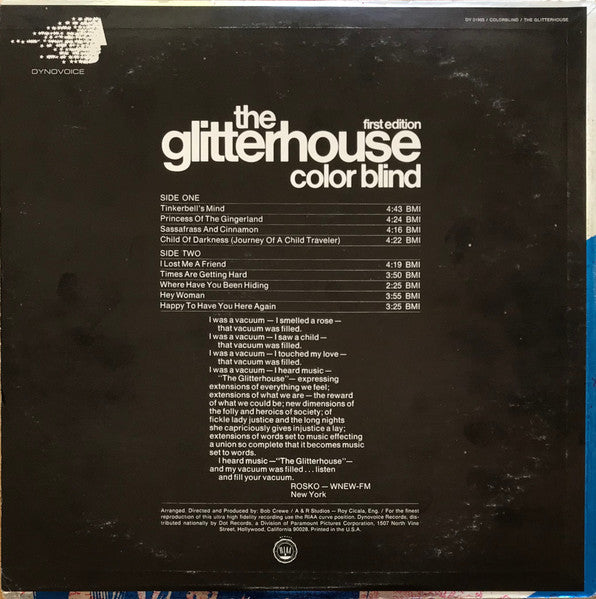 DYNOVOICE
DY 31905 / COLORBLIND / THE GLITTERHOUSE
the
first edition
glitterhouse
color blind
SIDE ONE
Tinkerbell's Mind 4:43 BMI
Princess Of The Gingerland 4:24 BMI
Sassafrass And Cinnamon 4:16 BMI
Child Of Darkness (Journey Of A Child Traveler) 4:22 BMI
SIDE TWO
I Lost Me A Friend 4:19 BMI
Times Are Getting Hard 3:50 BMI
Where Have You Been Hiding 2:25 BMI
Hey Woman 3:55 BMI
Happy To Have You Here Again 3:25 BMI
I was a vacuum — I smelled a rose —
that vacuum was filled.
I was a vacuum — I saw a child —
that vacuum was filled.
I was a vacuum — I touched my love —
that vacuum was filled.
I was a vacuum — I heard music —
"The Glitterhouse" — expressing
extensions of everything we feel;
extensions of what we are — the reward
of what we could be; new dimensions of
the folly and heroics of society; of
fickle lady justice and the long nights
she capriciously gives injustice a lay;
extensions of words set to music effecting
a union so complete that it becomes music
set to words.
I heard music — "The Glitterhouse" —
and my vacuum was filled . . . listen
and fill your vacuum.
ROSKO — WNEW-FM
New York
Arranged, Directed and Produced by: Bob Crewe / A & R Studios — Roy Cicala, Eng. / For the finest
reproduction of this ultra high fidelity recording use the RIAA curve position. Dynovoice Records, dis-
tributed nationally by Dot Records, a Division of Paramount Pictures Corporation, 1507 North Vine
Street, Hollywood, California 90028. Printed in the U.S.A.
RIAA